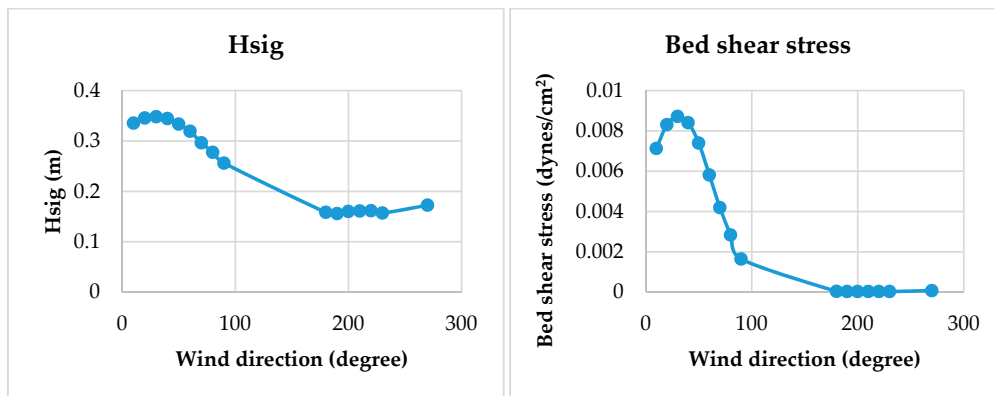 Hsig
Hsig (m)
0.4
0.3
0.2
0.1
0
0 100 200 300
Wind direction (degree)
Bed shear stress
Bed shear stress (dynes/cm²)
0.01
0.008
0.006
0.004
0.002
0
0 100 200 300
Wind direction (degree)